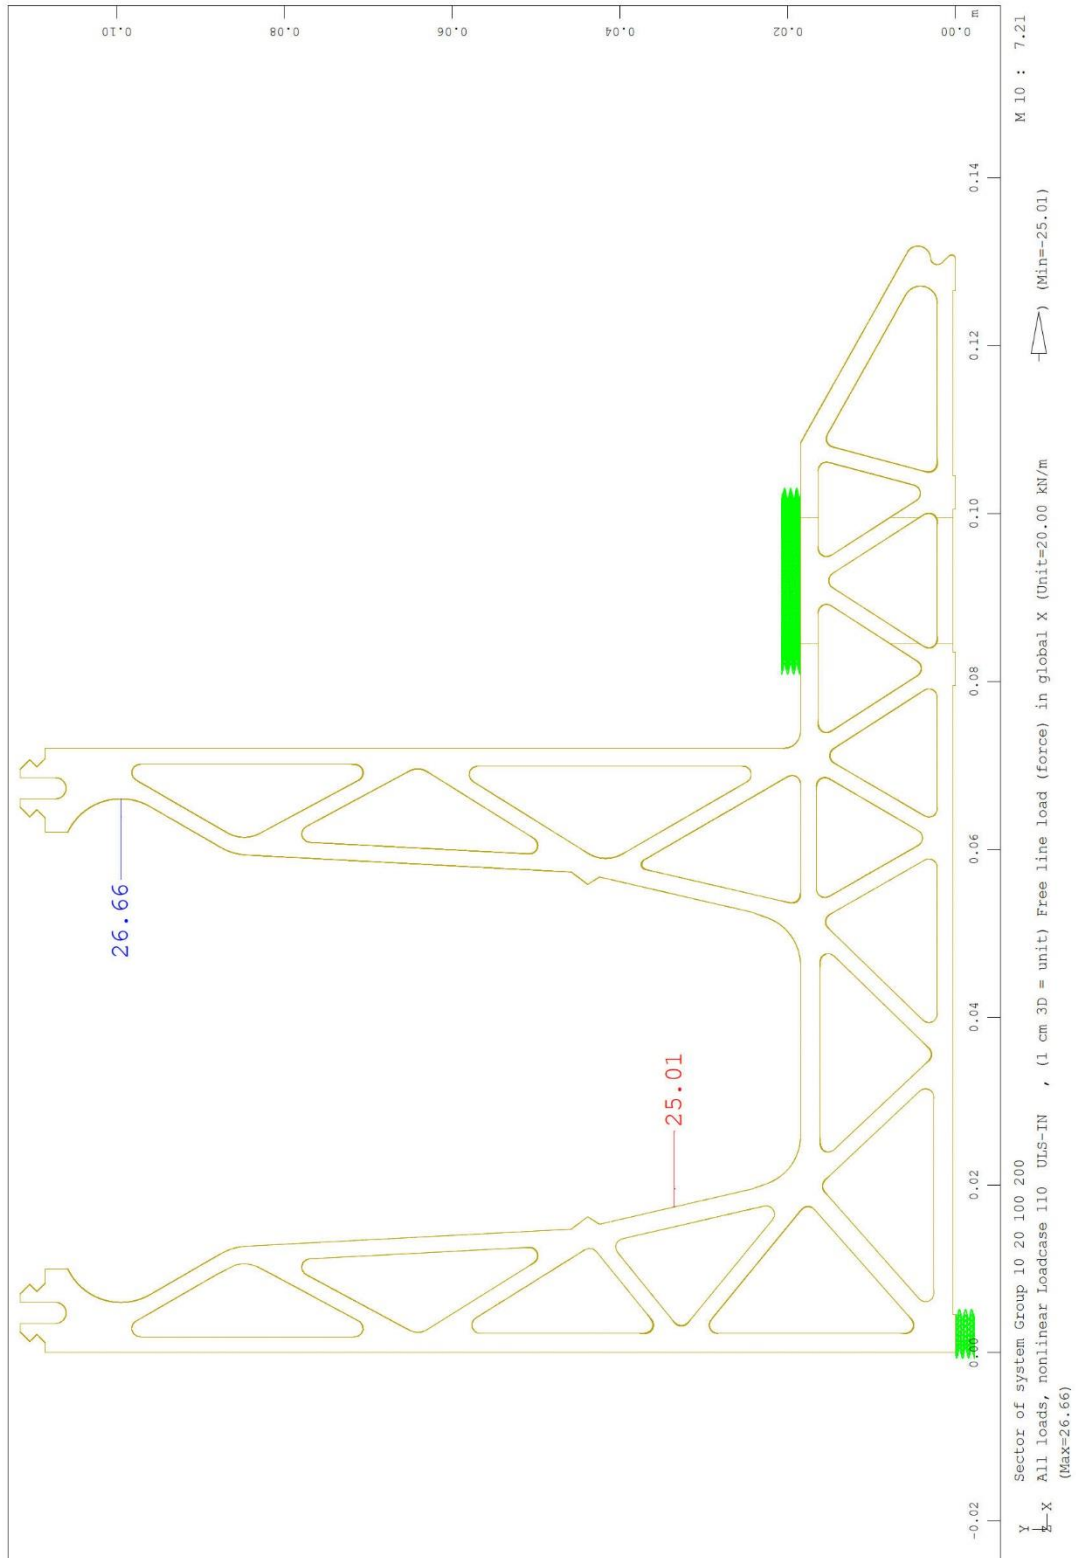 m
0.00
0.02
0.04
0.06
0.08
0.10
26.66
25.01
-0.02
0.00
0.02
0.04
0.06
0.08
0.10
0.12
0.14
Y
X
Sector of system Group 10 20 100 200
M 10 : 7.21
All loads, nonlinear Loadcase 110 ULS-IN , (1 cm 3D = unit) Free line load (force) in global X (Unit=20.00 kN/m ) (Min=-25.01)
(Max=26.66)